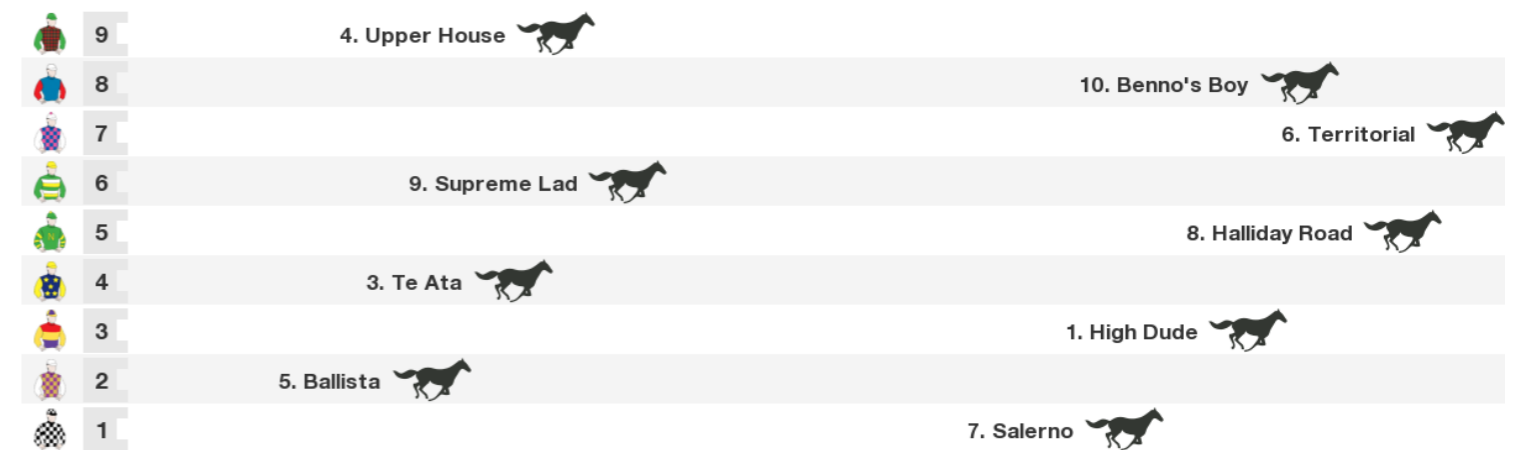 9 4. Upper House
8 10. Benno's Boy
7 6. Territorial
6 9. Supreme Lad
N 5 8. Halliday Road
4 3. Te Ata
3 1. High Dude
2 5. Ballista
1 7. Salerno